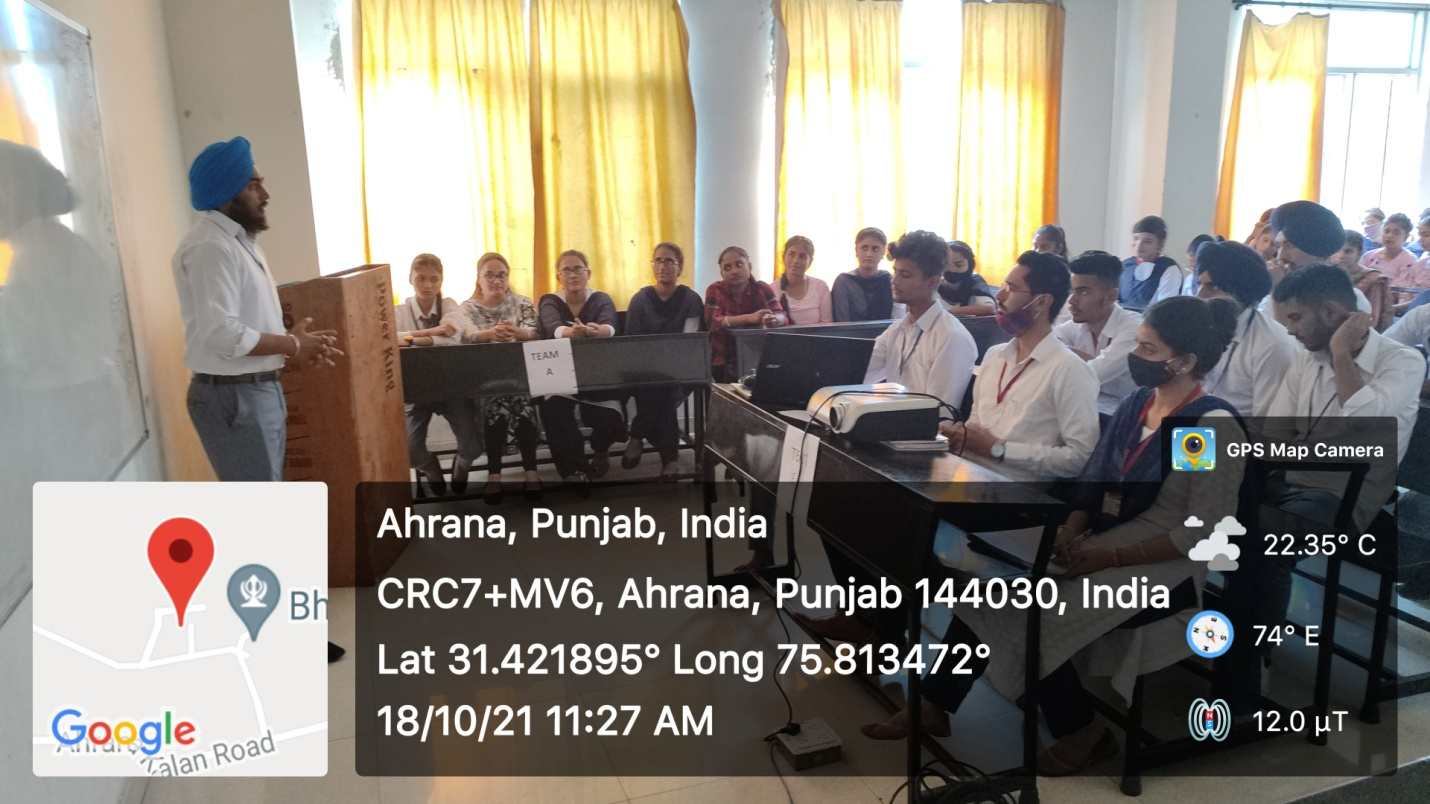 Power King
TEAM
A
GPS Map Camera
Ahrana, Punjab, India
CRC7+MV6, Ahrana, Punjab 144030, India
Lat 31.421895° Long 75.813472°
18/10/21 11:27 AM
22.35° C
74° E
12.0 µT
Bh
Google
Kalan Road